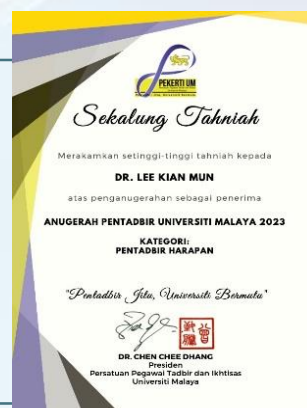 PEKERTI UM
Sekalung Tahniah
Merakamkan setinggi-tinggi tahniah kepada
DR. LEE KIAN MUN
atas penganugerahan sebagai penerima
ANUGERAH PENTADBIR UNIVERSITI MALAYA 2023
KATEGORI:
PENTADBIR HARAPAN
"Pentadbir Jitu, Universiti Bermutu"
DR. CHEN CHEE DHANG
Presiden
Persatuan Pegawai Tadbir dan Ikhtisas
Universiti Malaya